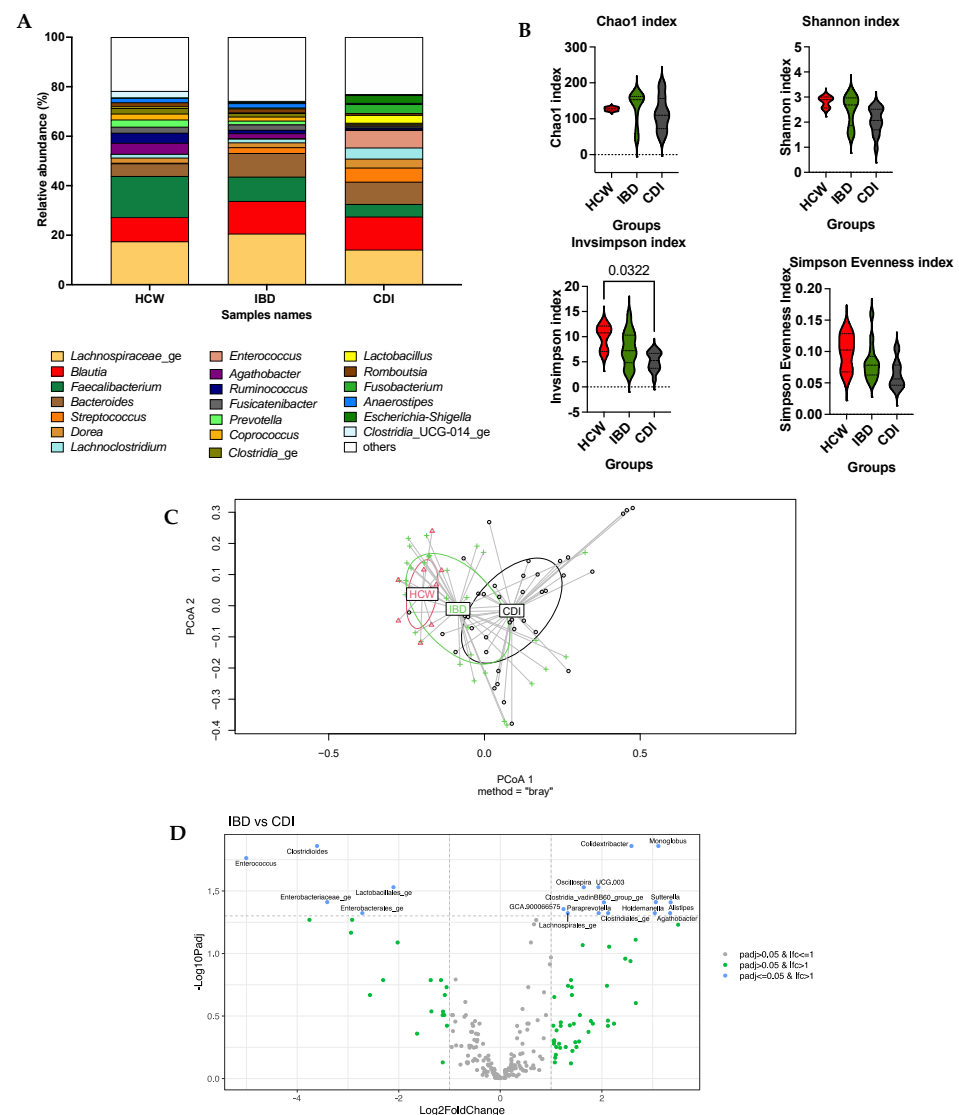 A
100
80
60
40
20
0
Relative abundance (%)
HCW
IBD
CDI
Samples names
Lachnospiraceae_ge
Blautia
Faecalibacterium
Bacteroides
Streptococcus
Dorea
Lachnoclostridium
Enterococcus
Agathobacter
Ruminococcus
Fusicatenibacter
Prevotella
Coprococcus
Clostridia_ge
Lactobacillus
Romboutsia
Fusobacterium
Anaerostipes
Escherichia-Shigella
Clostridia_UCG-014_ge
others
B
Chao1 index
Chao1 index
300
200
100
0
HCW
IBD
CDI
Groups
Shannon index
Shannon index
5
4
3
2
1
0
HCW
IBD
CDI
Groups
Invsimpson index
Invsimpson index
0.0322
20
15
10
5
0
-5
HCW
IBD
CDI
Groups
Simpson Evenness index
Simpson Evenness Index
0.20
0.15
0.10
0.05
0.00
HCW
IBD
CDI
Groups
C
PCoA 2
0.3
0.2
0.1
0.0
−0.1
−0.2
−0.3
−0.4
HCW
IBD
CDI
−0.5
0.0
0.5
PCoA 1
method = "bray"
D
IBD vs CDI
-Log10Padj
1.5
1.0
0.5
0.0
Enterococcus
Clostridioides
Enterobacteriaceae_ge
Lactobacillales_ge
Enterobacterales_ge
Colidextribacter
Monoglobus
Oscillospira
UCG.003
Clostridia_vadinBB60_group_ge
Sutterella
GCA.900066575
Paraprevotella
Holdemanella
Alistipes
Lachnospirales_ge
Clostridiales_ge
Agathobacter
-4
-2
0
2
Log2FoldChange
padj>0.05 & lfc<=1
padj>0.05 & lfc>1
padj<=0.05 & lfc>1